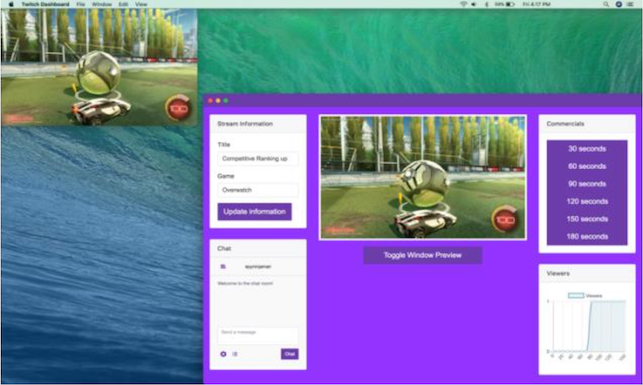 Twitch Dashboard File Window Edit View
Fri 4:17 PM
100
Stream Information
Title
Competitive Ranking up
Game
Overwatch
Update information
Chat
Welcome to the chat room!
Send a message
Chat
100
Toggle Window Preview
Commercials
30 seconds
60 seconds
90 seconds
120 seconds
150 seconds
180 seconds
Viewers
Viewers
1
0